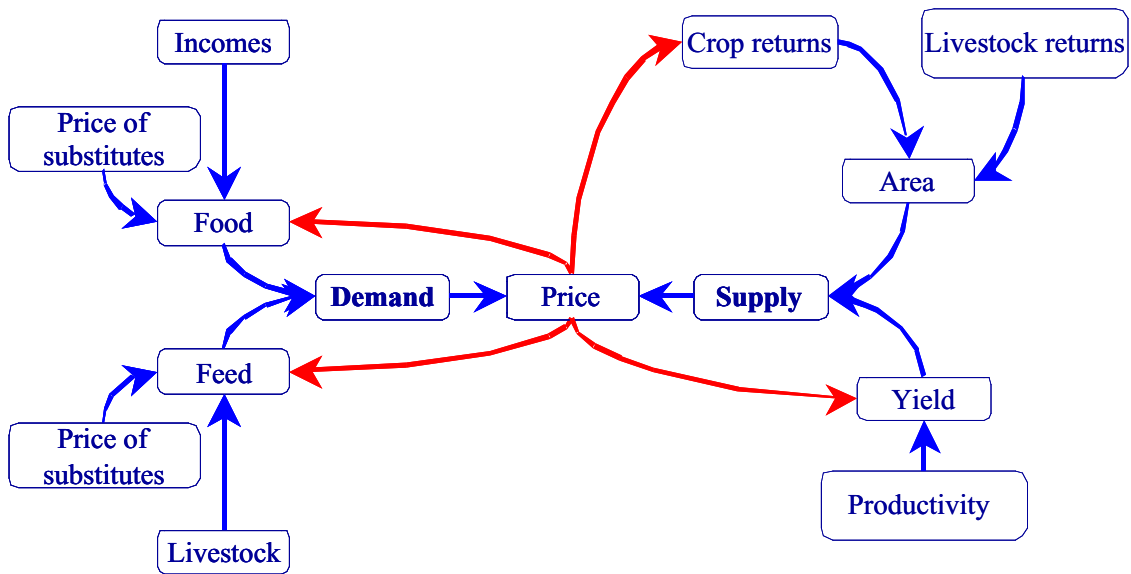 Incomes
Crop returns
Livestock returns
Price of
substitutes
Area
Food
Demand
Price
Supply
Feed
Yield
Price of
substitutes
Productivity
Livestock